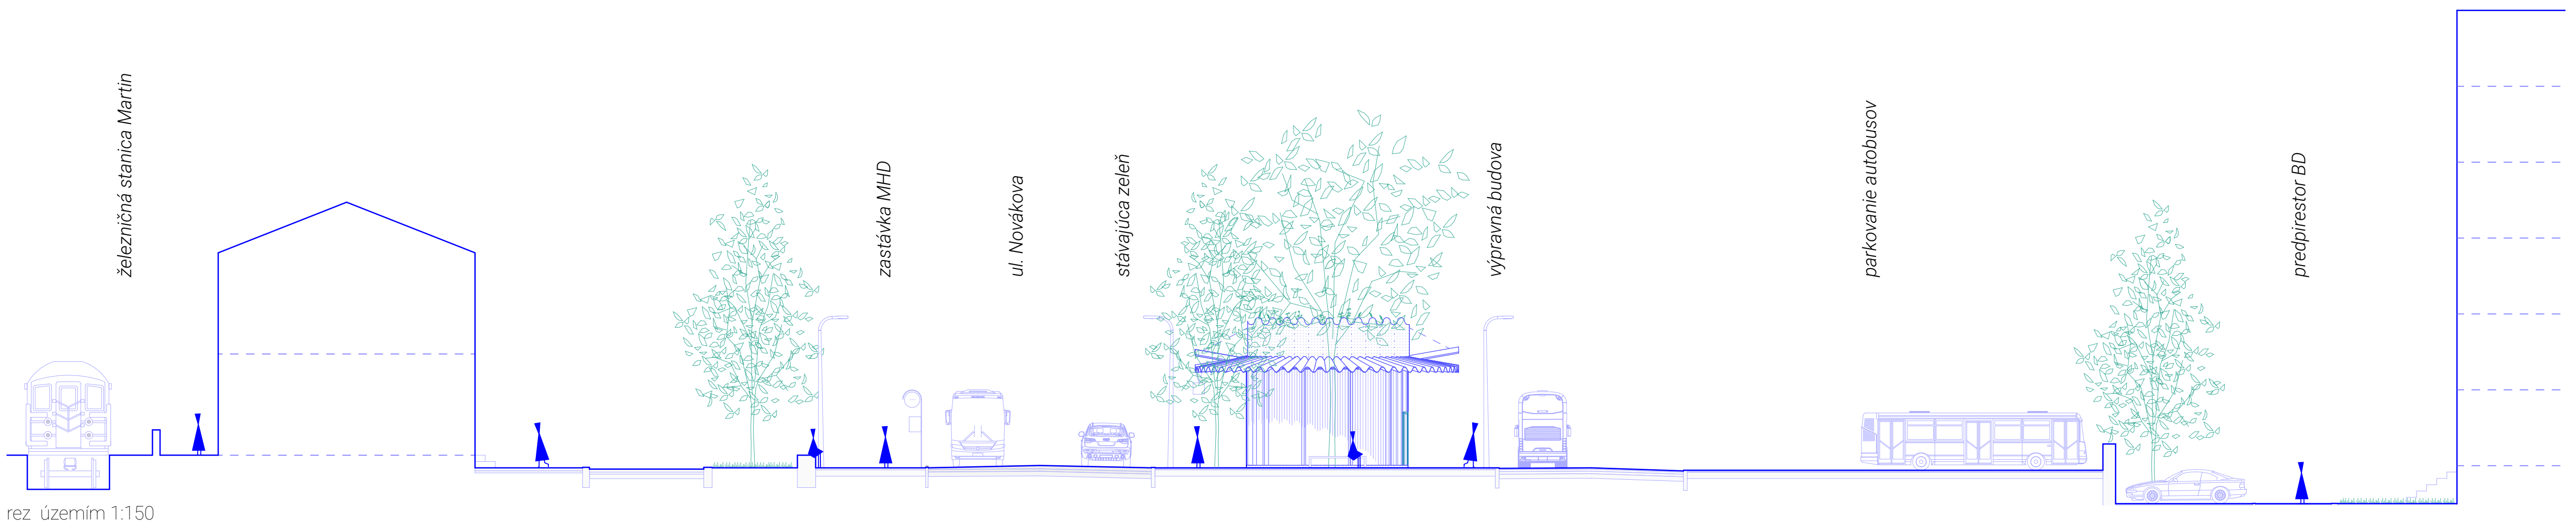 železničná stanica Martin
zastávka MHD
ul. Novákova
stávajúca zeleň
výpravná budova
parkovanie autobusov
predpirestor BD
rez územím 1:150